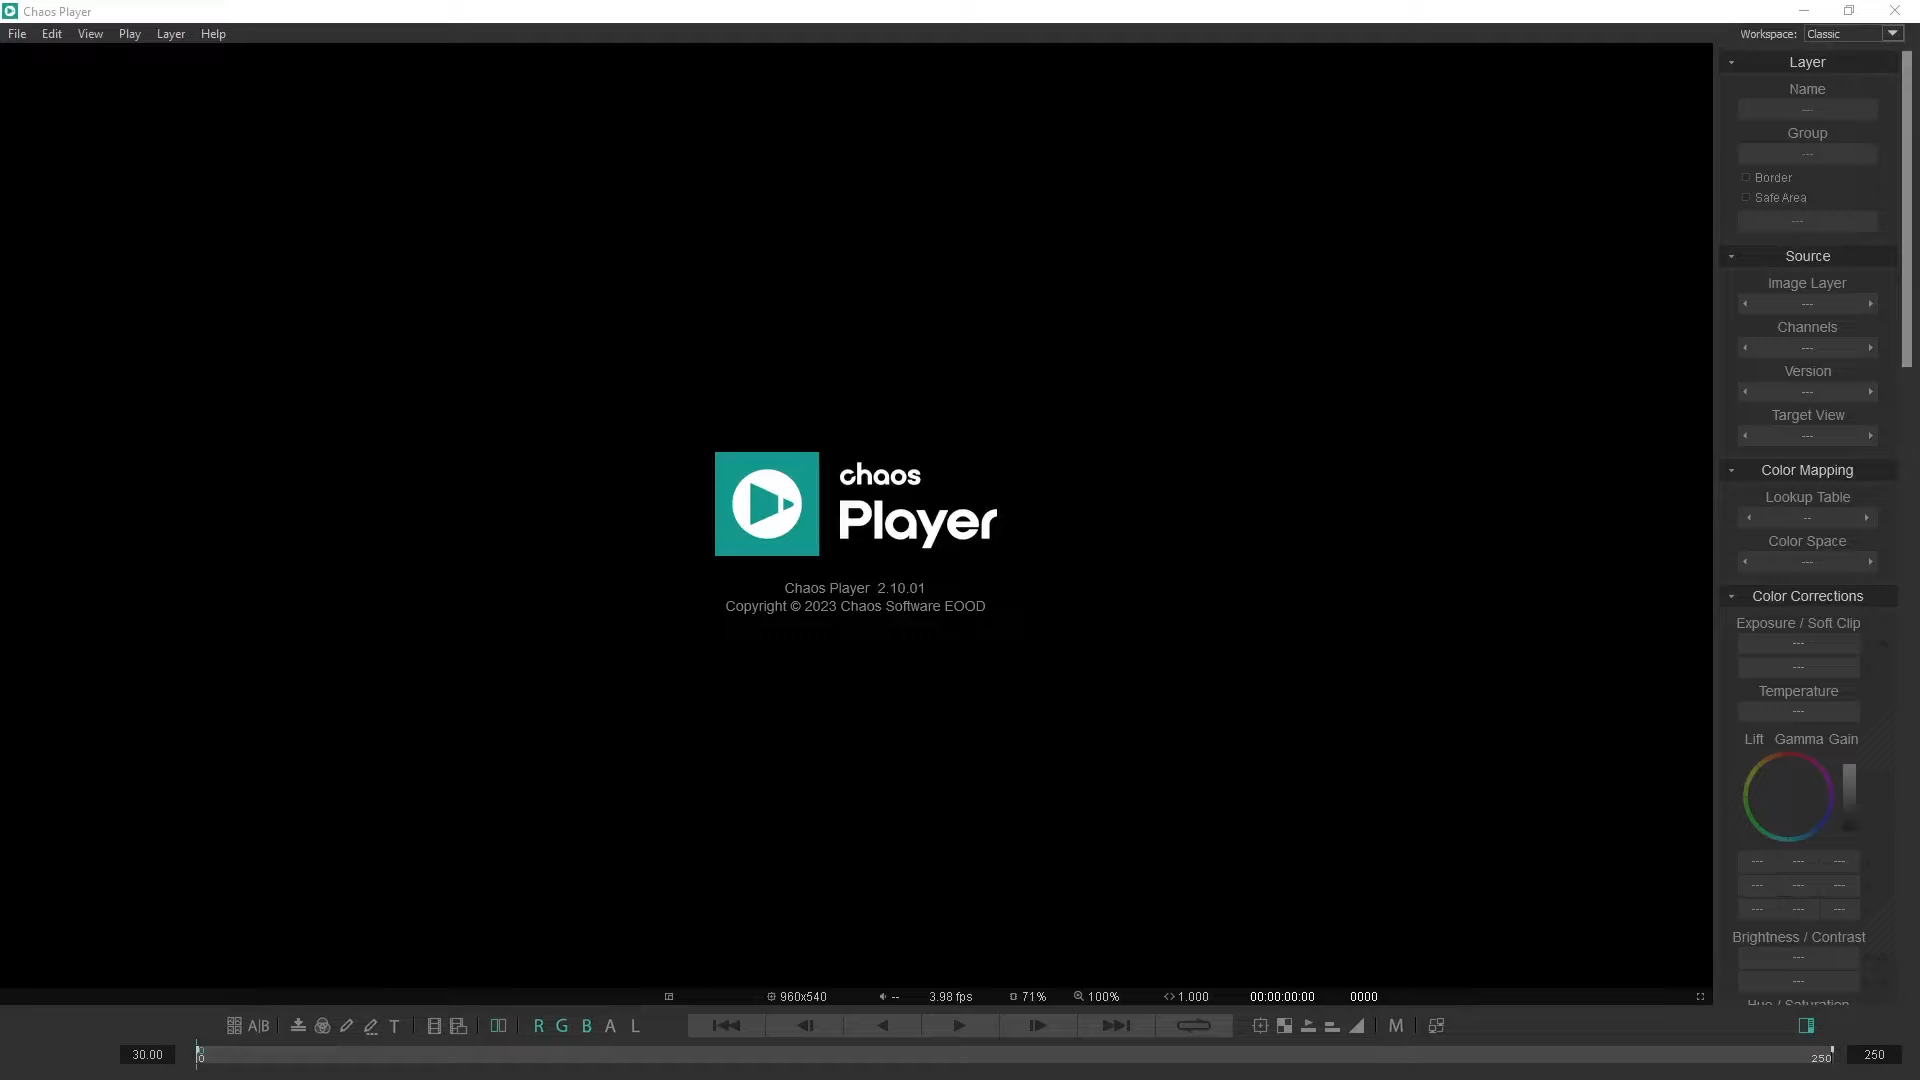 Chaos Player
File Edit View Play Layer Help
Workspace: Classic
Layer
Name
---
Group
---
Border
Safe Area
---
Source
Image Layer
---
Channels
---
Version
---
Target View
---
Color Mapping
Lookup Table
--
Color Space
---
Color Corrections
Exposure / Soft Clip
---
---
Temperature
---
Lift Gamma Gain
--- --- ---
--- --- ---
--- --- ---
Brightness / Contrast
---
---
Hue / Saturation
chaos
Player
Chaos Player 2.10.01
Copyright © 2023 Chaos Software EOOD
960x540 -- 3.98 fps 71% 100% <> 1.000 00:00:00:00 0000
A|B T R G B A L M
30.00 0 0 250 250